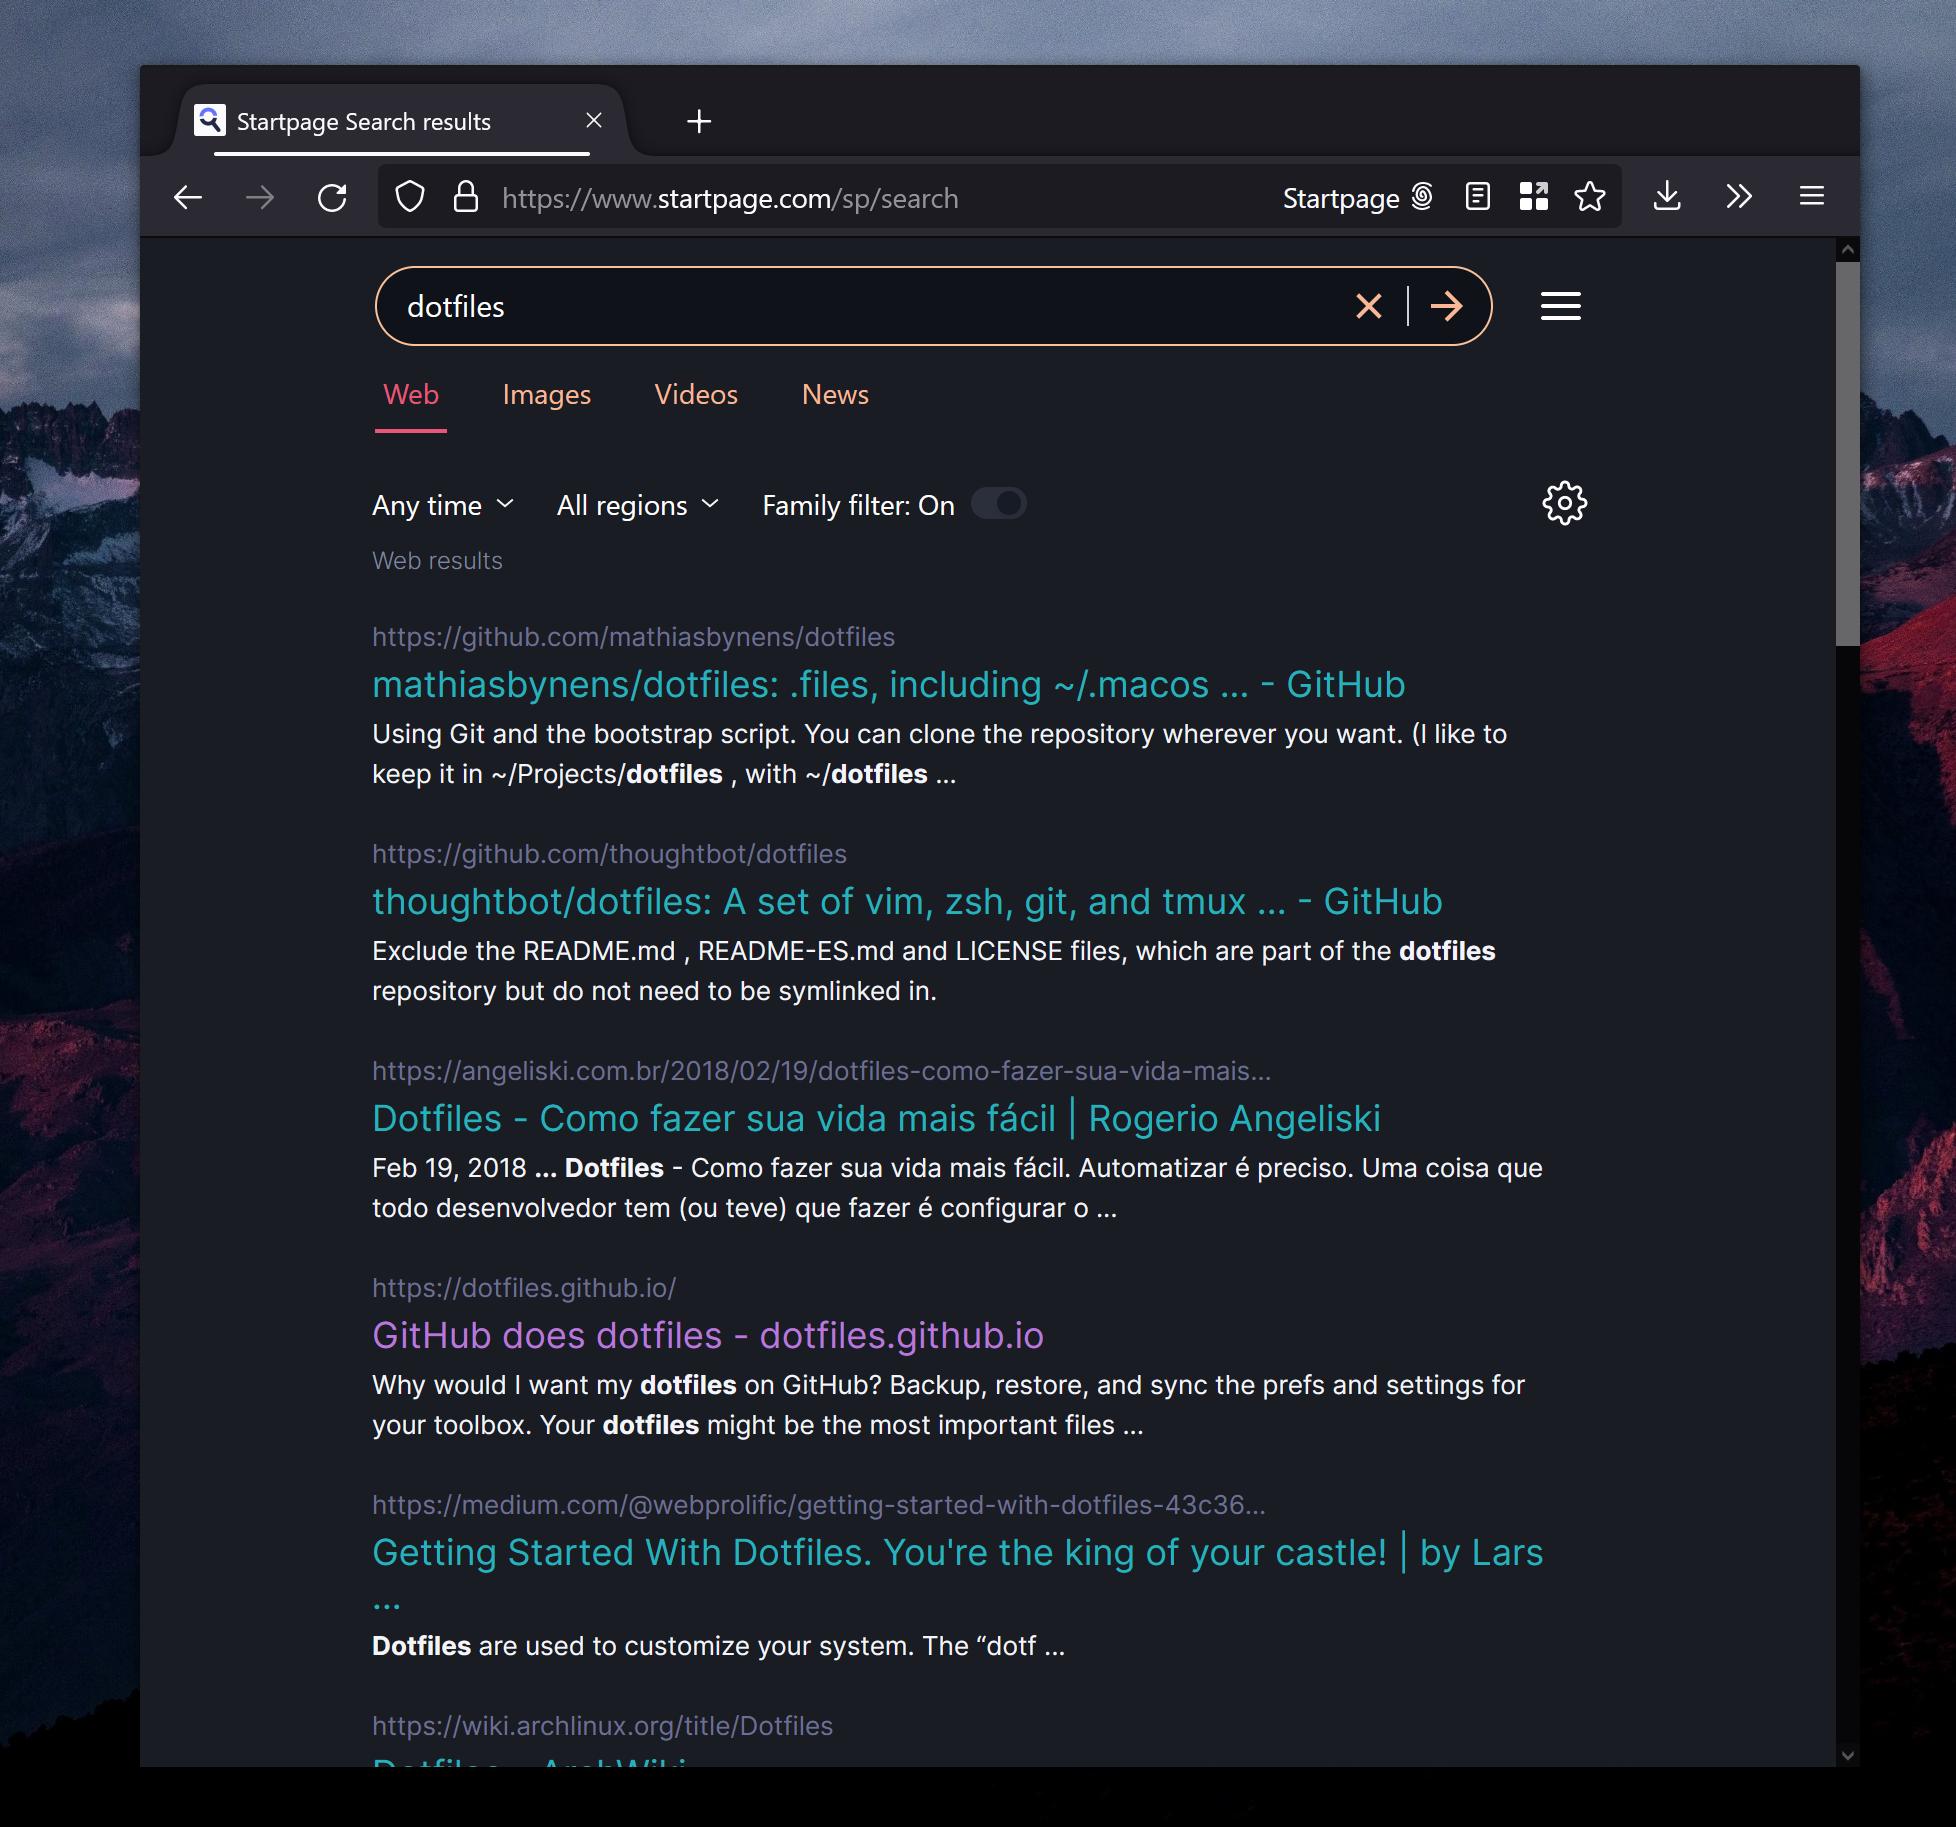 Startpage Search results
https://www.startpage.com/sp/search
Startpage
dotfiles
Web Images Videos News
Any time All regions Family filter: On
Web results
https://github.com/mathiasbynens/dotfiles
mathiasbynens/dotfiles: .files, including ~/.macos ... - GitHub
Using Git and the bootstrap script. You can clone the repository wherever you want. (I like to
keep it in ~/Projects/dotfiles , with ~/dotfiles ...
https://github.com/thoughtbot/dotfiles
thoughtbot/dotfiles: A set of vim, zsh, git, and tmux ... - GitHub
Exclude the README.md , README-ES.md and LICENSE files, which are part of the dotfiles
repository but do not need to be symlinked in.
https://angeliski.com.br/2018/02/19/dotfiles-como-fazer-sua-vida-mais...
Dotfiles - Como fazer sua vida mais fácil | Rogerio Angeliski
Feb 19, 2018 ... Dotfiles - Como fazer sua vida mais fácil. Automatizar é preciso. Uma coisa que
todo desenvolvedor tem (ou teve) que fazer é configurar o ...
https://dotfiles.github.io/
GitHub does dotfiles - dotfiles.github.io
Why would I want my dotfiles on GitHub? Backup, restore, and sync the prefs and settings for
your toolbox. Your dotfiles might be the most important files ...
https://medium.com/@webprolific/getting-started-with-dotfiles-43c36...
Getting Started With Dotfiles. You're the king of your castle! | by Lars
...
Dotfiles are used to customize your system. The “dotf ...
https://wiki.archlinux.org/title/Dotfiles
Dotfiles - ArchWiki